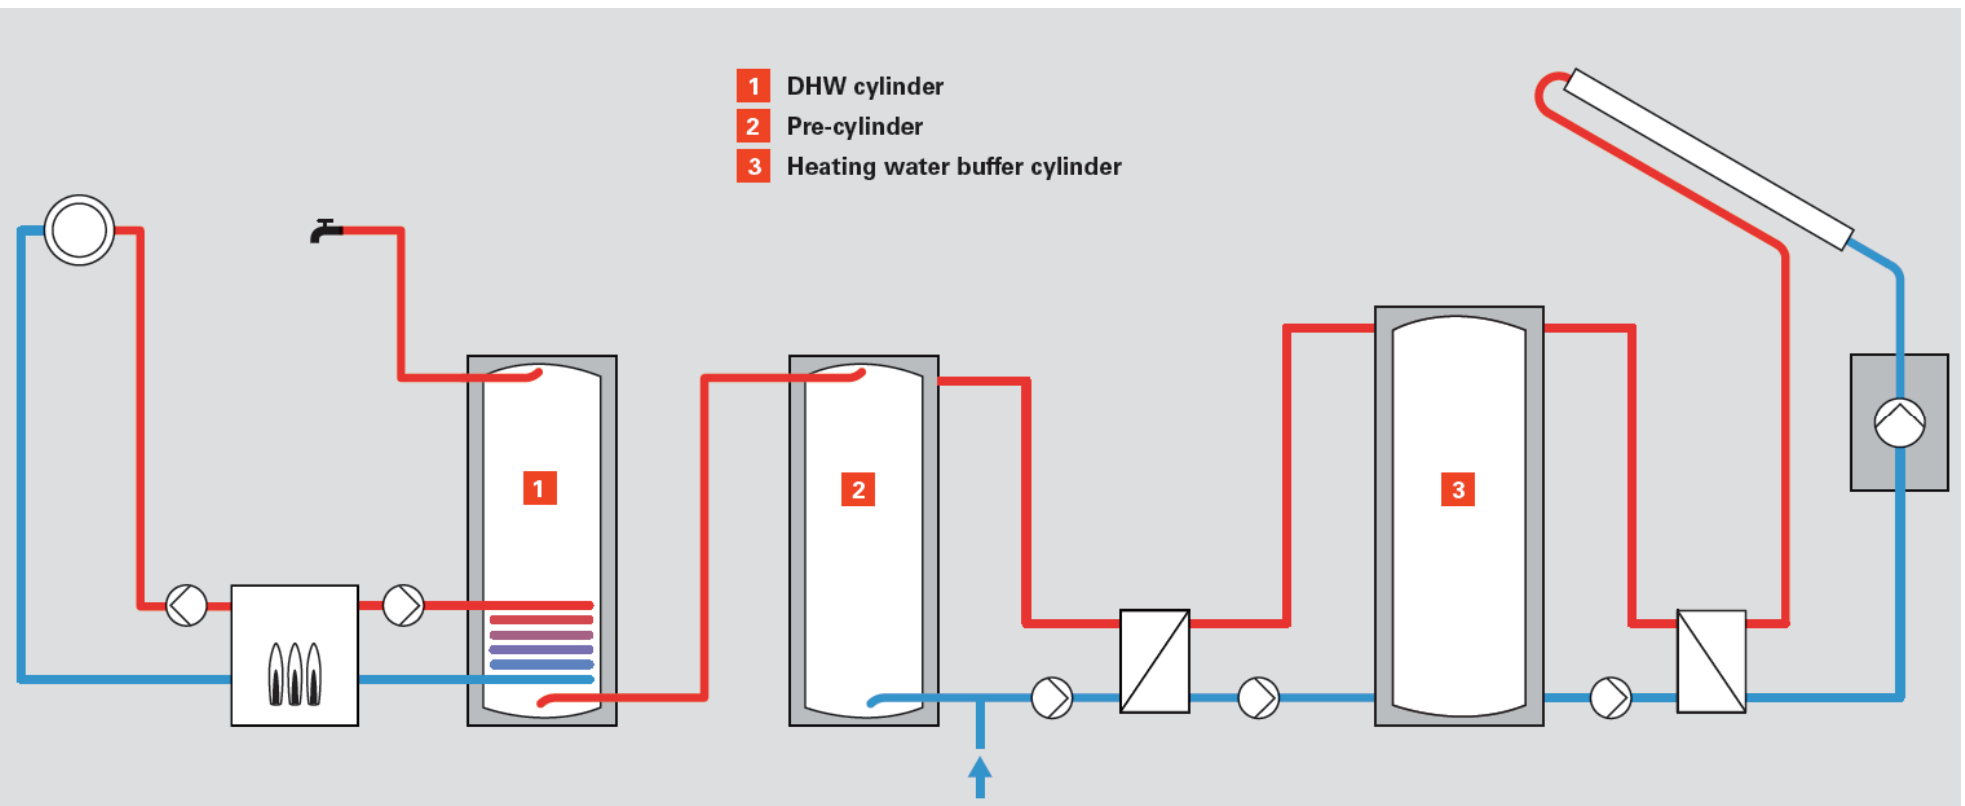 1 DHW cylinder
2 Pre-cylinder
3 Heating water buffer cylinder
1
2
3